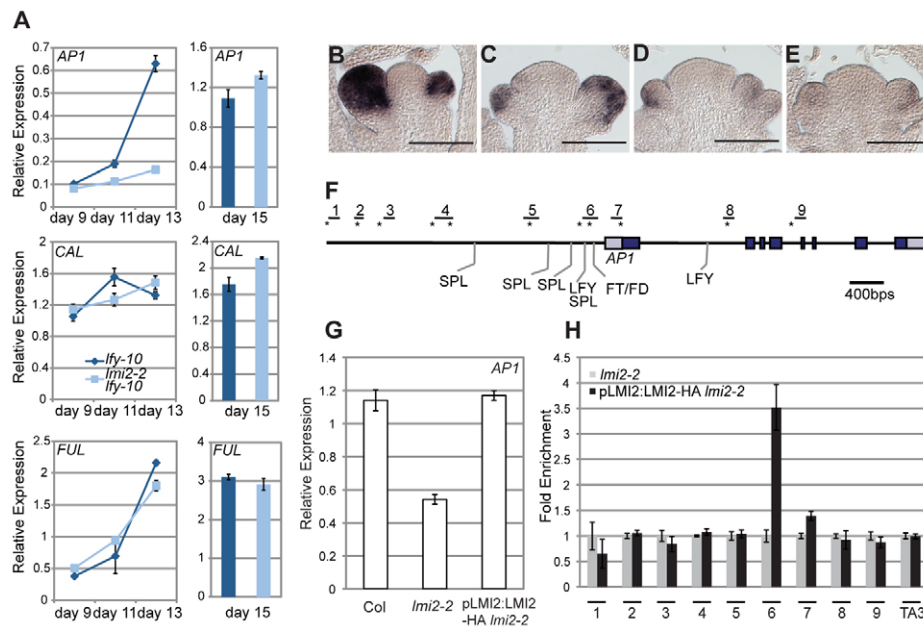 A
AP1
0.7
0.6
0.5
0.4
0.3
0.2
0.1
Relative Expression
day 9 day 11 day 13
AP1
1.6
1.2
0.8
0.4
0
day 15
CAL
2
1.6
1.2
0.8
0.4
0
Relative Expression
lfy-10
lmi2-2
lfy-10
day 9 day 11 day 13
CAL
2.4
2
1.6
1.2
0.8
0.4
0
day 15
FUL
2.5
2
1.5
1
0.5
0
Relative Expression
day 9 day 11 day 13
FUL
4
3
2
1
0
day 15
B
C
D
E
F
1 2 3 4 5 6 7 8 9
* * * * * * * * * *
AP1
SPL SPL SPL LFY FT/FD LFY
SPL
400bps
G
AP1
1.4
1.2
1
0.8
0.6
0.4
0.2
0
Relative Expression
Col lmi2-2 pLMI2:LMI2
-HA lmi2-2
H
lmi2-2
pLMI2:LMI2-HA lmi2-2
4.5
4
3.5
3
2.5
2
1.5
1
0.5
0
Fold Enrichment
1 2 3 4 5 6 7 8 9 TA3